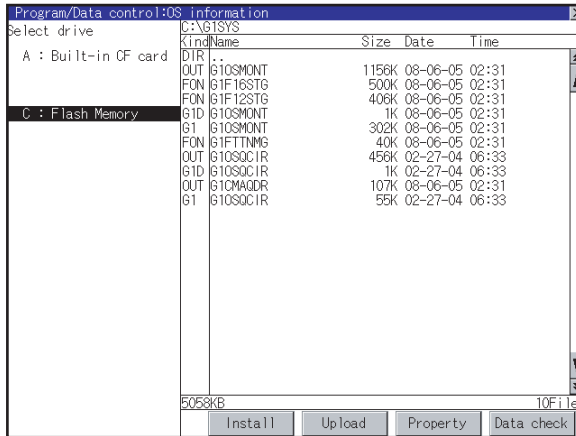 Program/Data control:OS information
Select drive
C:\G1SYS
Kind Name Size Date Time
A : Built-in CF card
C : Flash Memory
DIR ..
OUT G1OSMONT 1156K 08-06-05 02:31
FON G1F16STG 500K 08-06-05 02:31
FON G1F12STG 406K 08-06-05 02:31
G1D G1OSMONT 1K 08-06-05 02:31
G1 G1OSMONT 302K 08-06-05 02:31
FON G1FTTNMG 40K 08-06-05 02:31
OUT G1OSQCIR 456K 02-27-04 06:33
G1D G1OSQCIR 1K 02-27-04 06:33
OUT G1CMAQDR 107K 08-06-05 02:31
G1 G1OSQCIR 55K 02-27-04 06:33
5058KB 10File
Install Upload Property Data check